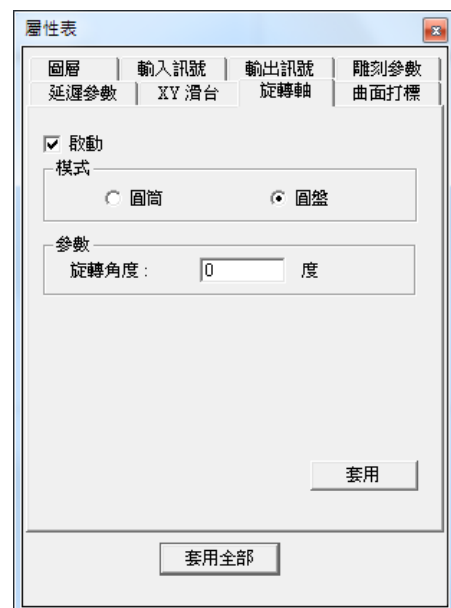 屬性表
圖層 輸入訊號 輸出訊號 雕刻參數
延遲參數 XY 滑台 旋轉軸 曲面打標
啟動
模式
圓筒 圓盤
參數
旋轉角度: 0 度
套用
套用全部